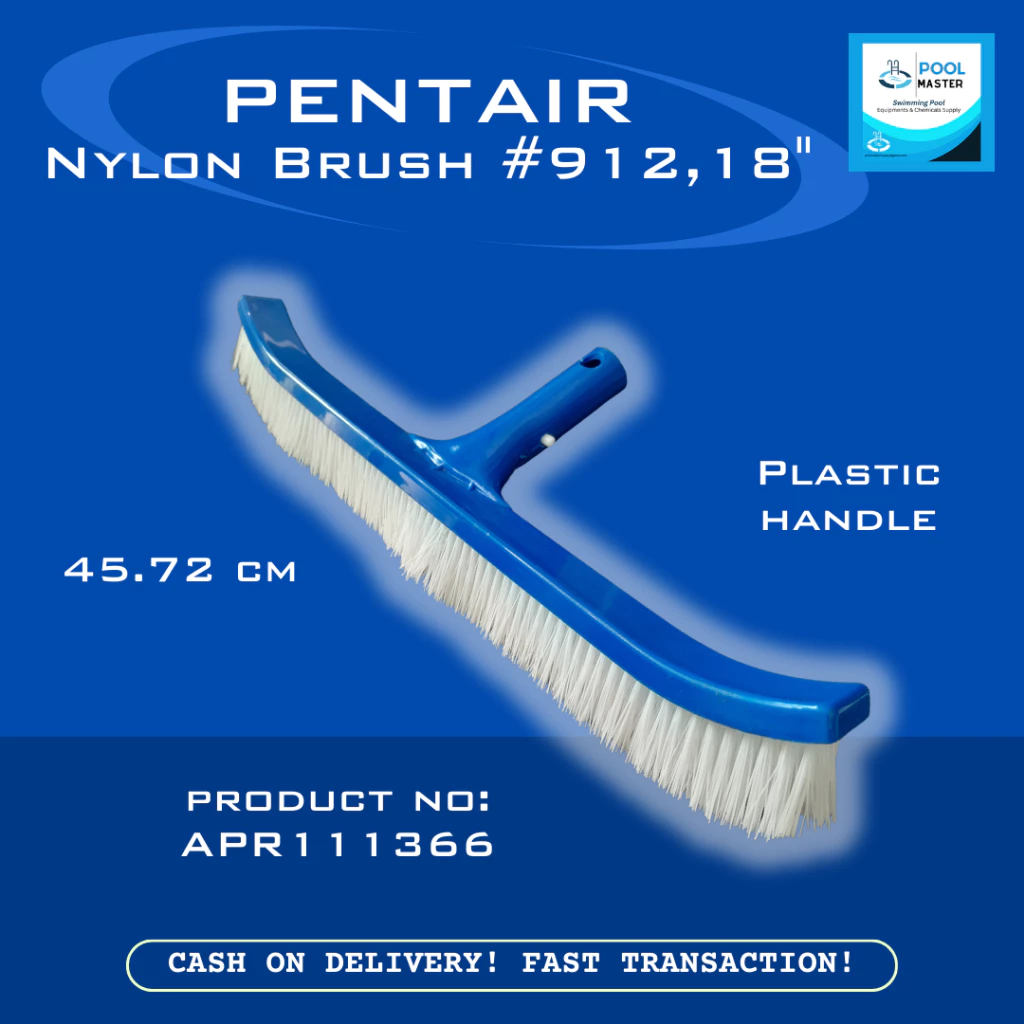 PENTAIR
NYLON BRUSH #912,18"
POOL
MASTER
Swimming Pool
Equipments & Chemicals Supply
PLASTIC
HANDLE
45.72 CM
PRODUCT NO:
APR111366
CASH ON DELIVERY! FAST TRANSACTION!